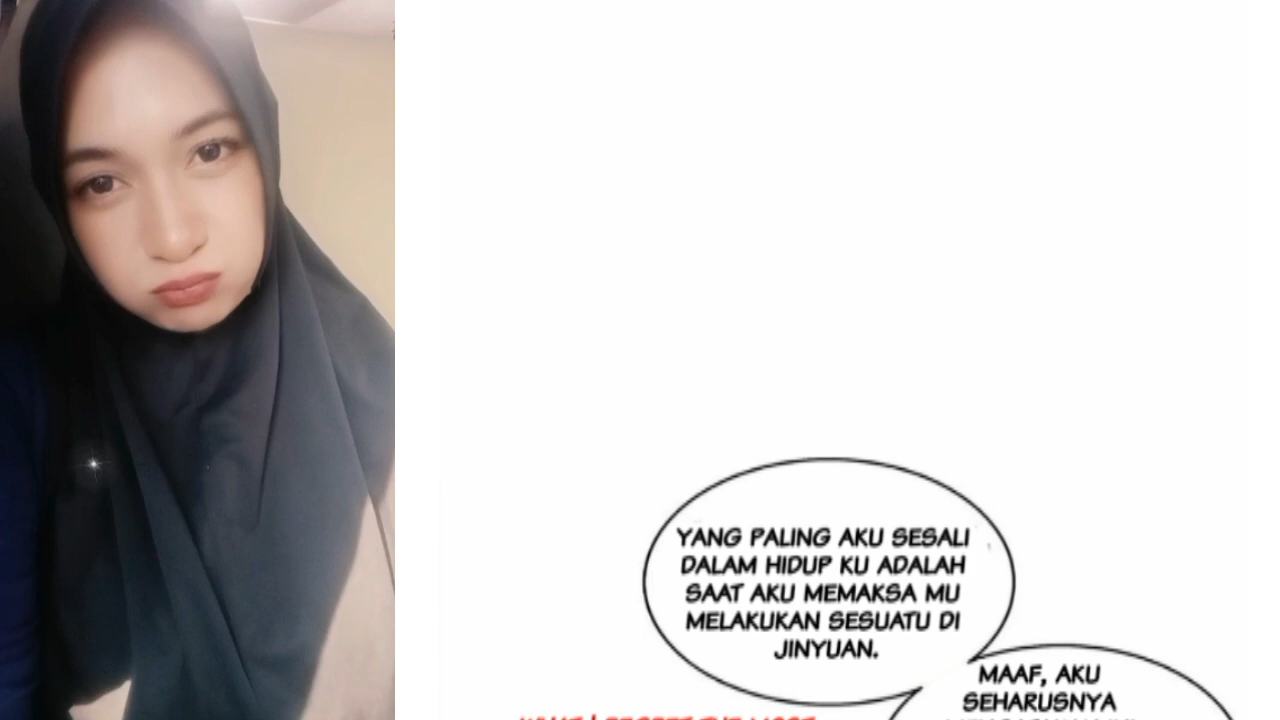 YANG PALING AKU SESALI
DALAM HIDUP KU ADALAH
SAAT AKU MEMAKSA MU
MELAKUKAN SESUATU DI
JINYUAN.
MAAF, AKU
SEHARUSNYA